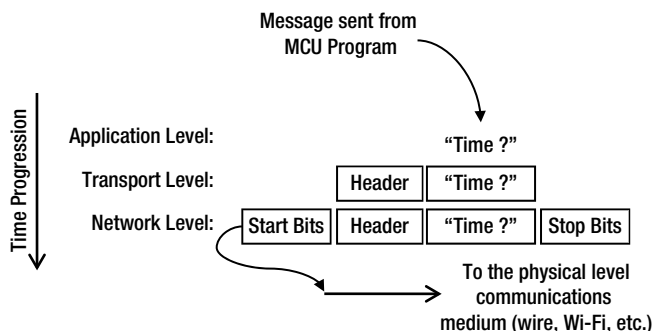 Message sent from
MCU Program
Time Progression
Application Level:
“Time ?”
Transport Level:
Header
“Time ?”
Network Level:
Start Bits
Header
“Time ?”
Stop Bits
To the physical level
communications
medium (wire, Wi-Fi, etc.)